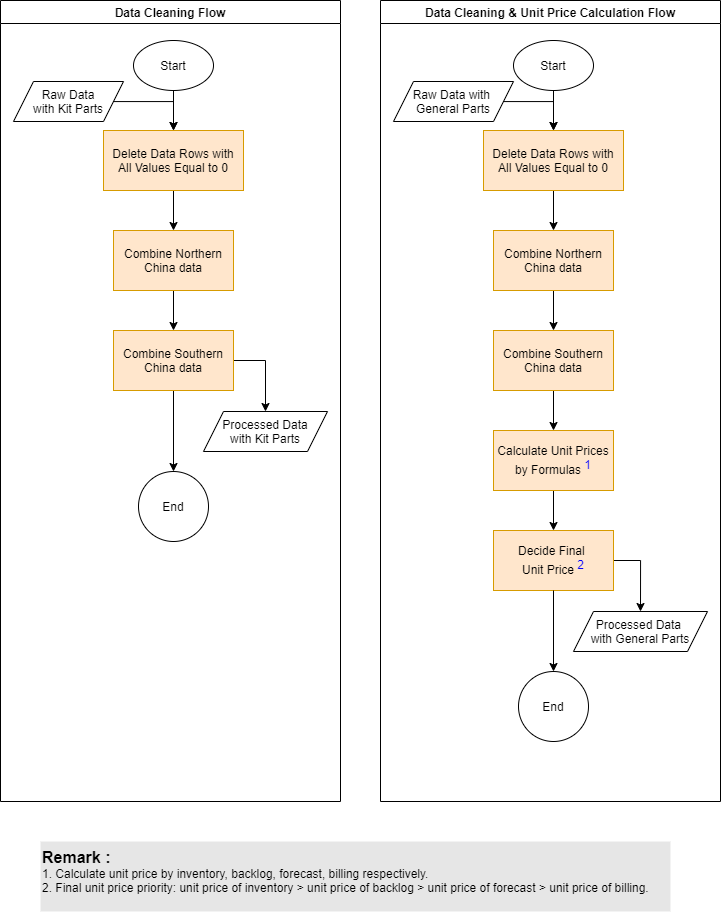 Data Cleaning Flow
Start
Raw Data
with Kit Parts
Delete Data Rows with
All Values Equal to 0
Combine Northern
China data
Combine Southern
China data
Processed Data
with Kit Parts
End
Data Cleaning & Unit Price Calculation Flow
Start
Raw Data with
General Parts
Delete Data Rows with
All Values Equal to 0
Combine Northern
China data
Combine Southern
China data
Calculate Unit Prices
by Formulas 1
Decide Final
Unit Price 2
Processed Data
with General Parts
End
Remark :
1. Calculate unit price by inventory, backlog, forecast, billing respectively.
2. Final unit price priority: unit price of inventory > unit price of backlog > unit price of forecast > unit price of billing.